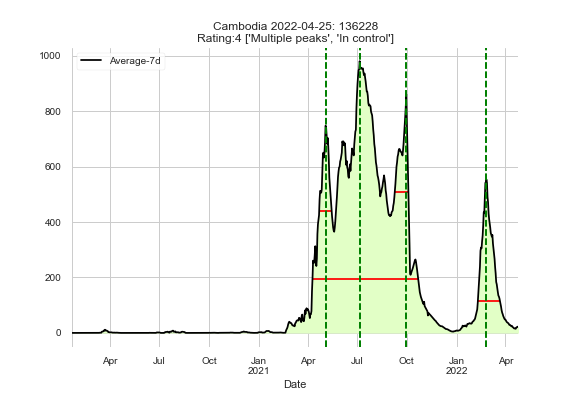 Cambodia 2022-04-25: 136228
Rating:4 ['Multiple peaks', 'In control']
Average-7d
1000
800
600
400
200
0
Apr Jul Oct Jan Apr Jul Oct Jan Apr
2021 2022
Date